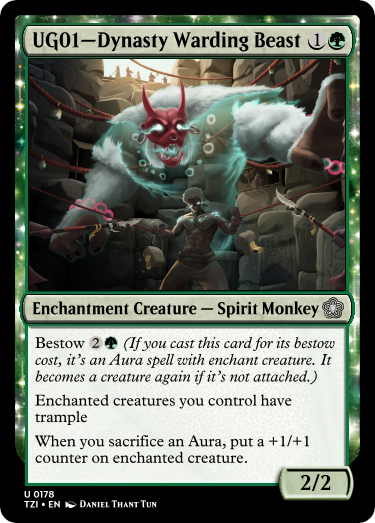 UG01—Dynasty Warding Beast 1
Enchantment Creature — Spirit Monkey
Bestow 2 (If you cast this card for its bestow
cost, it's an Aura spell with enchant creature. It
becomes a creature again if it's not attached.)
Enchanted creatures you control have
trample
When you sacrifice an Aura, put a +1/+1
counter on enchanted creature.
2/2
U 0178
TZI • EN Daniel Thant Tun